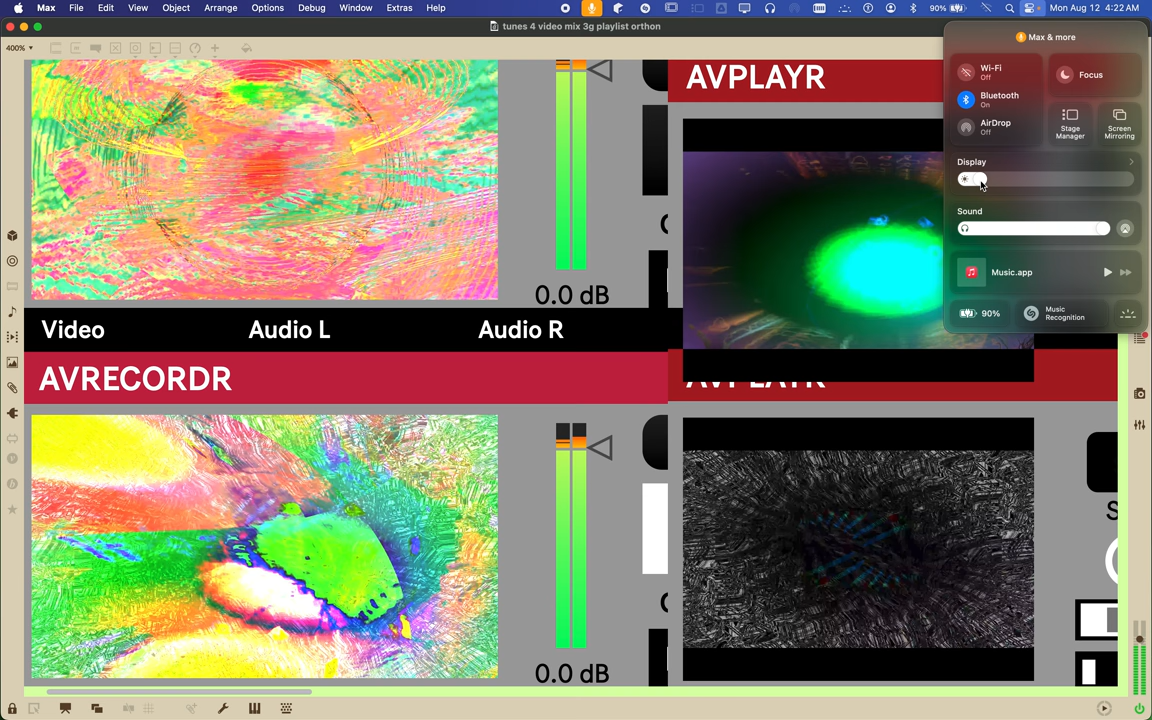 Max File Edit View Object Arrange Options Debug Window Extras Help
90% Mon Aug 12 4:22 AM
tunes 4 video mix 3g playlist orthon
400%
Max & more
Wi-Fi
Off
Bluetooth
On
AirDrop
Off
Focus
Stage
Manager
Screen
Mirroring
Display
Sound
Music.app
90%
Music
Recognition
AVPLAYR
0.0 dB
Video Audio L Audio R
AVRECORDR
AVPLAYR
0.0 dB